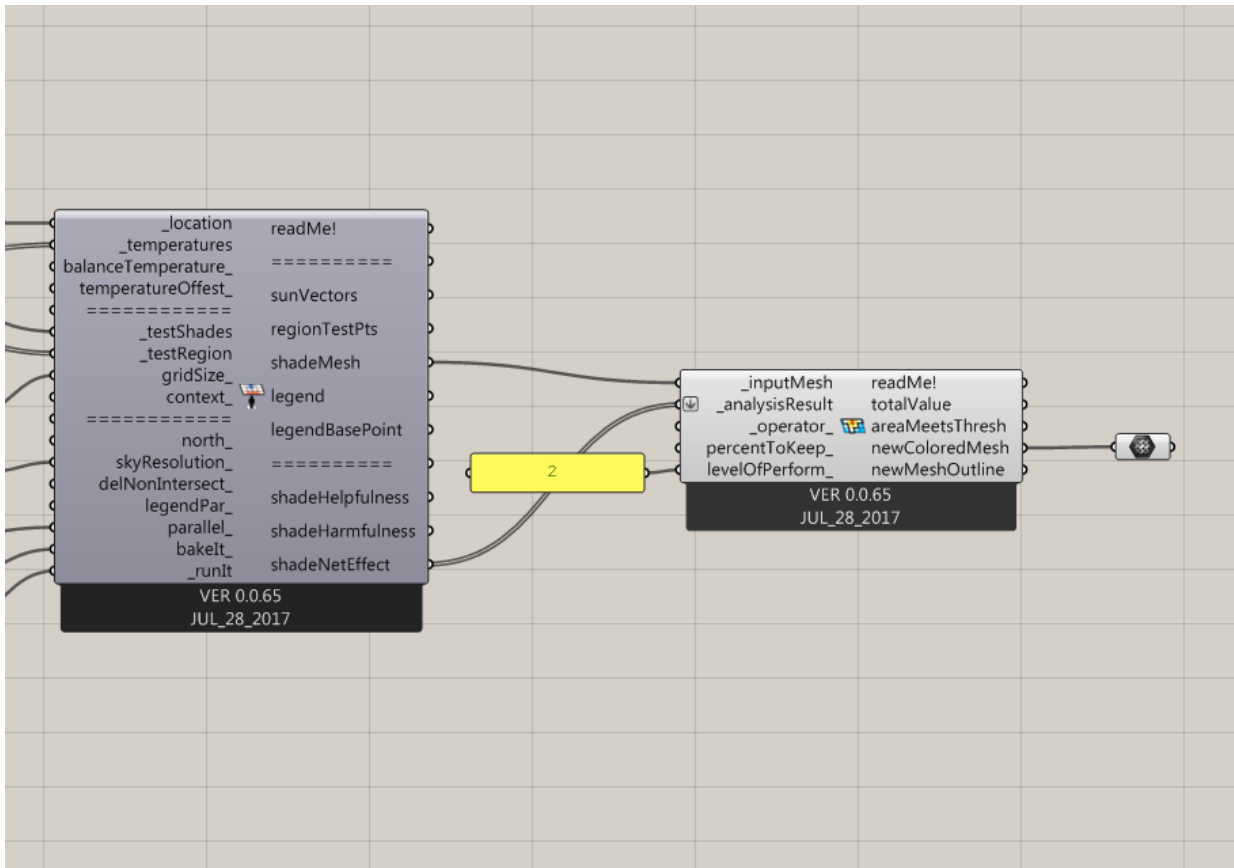 _location
_temperatures
balanceTemperature_
temperatureOffest_
============
_testShades
_testRegion
gridSize_
context_
============
north_
skyResolution_
delNonIntersect_
legendPar_
parallel_
bakeIt_
_runIt
readMe!
==========
sunVectors
regionTestPts
shadeMesh
legend
legendBasePoint
==========
shadeHelpfulness
shadeHarmfulness
shadeNetEffect
VER 0.0.65
JUL_28_2017
2
_inputMesh
_analysisResult
_operator_
percentToKeep_
levelOfPerform_
readMe!
totalValue
areaMeetsThresh
newColoredMesh
newMeshOutline
VER 0.0.65
JUL_28_2017